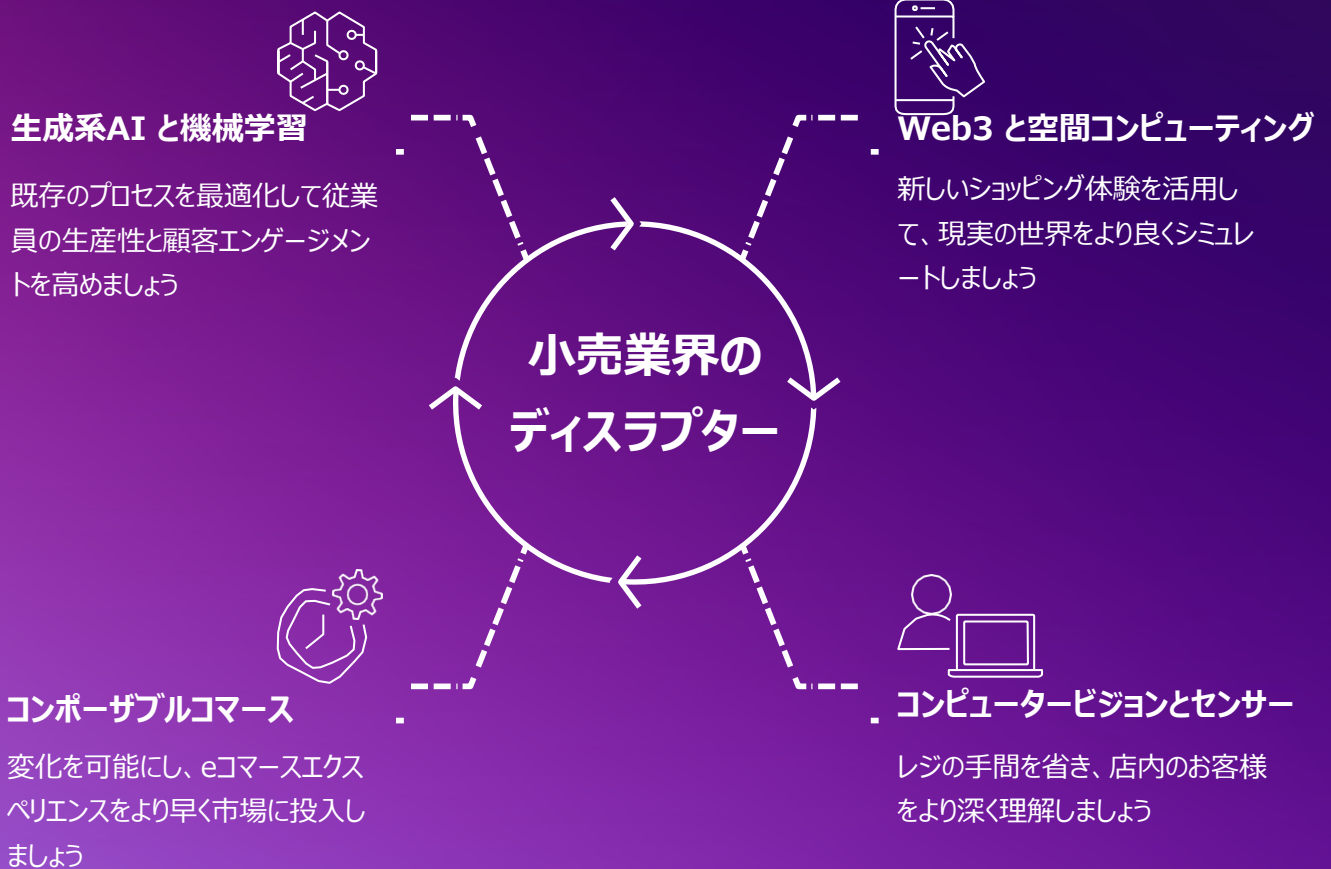 生成系AI と機械学習
既存のプロセスを最適化して従業
員の生産性と顧客エンゲージメン
トを高めましょう
Web3 と空間コンピューティング
新しいショッピング体験を活用し
て、現実の世界をより良くシミュレ
ートしましょう
小売業界の
ディスラプター
コンポーザブルコマース
変化を可能にし、eコマースエクス
ペリエンスをより早く市場に投入し
ましょう
コンピュータービジョンとセンサー
レジの手間を省き、店内のお客様
をより深く理解しましょう